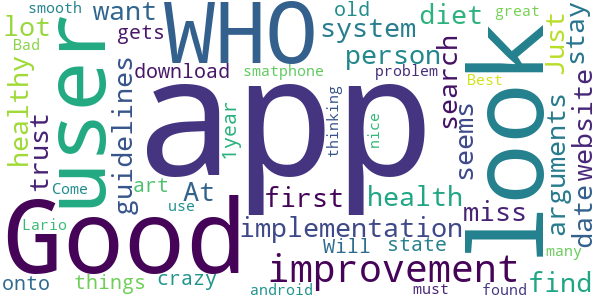 smooth old great
lot want WHO system diet Just
Bad gets person stay
download smatphone problem search
healthy user app look
trust guidelines 1year thinking nice seems Best website
Come art At first health arguments
Good use implementation miss date
Lario Will state many
onto things crazy improvement find
android must found